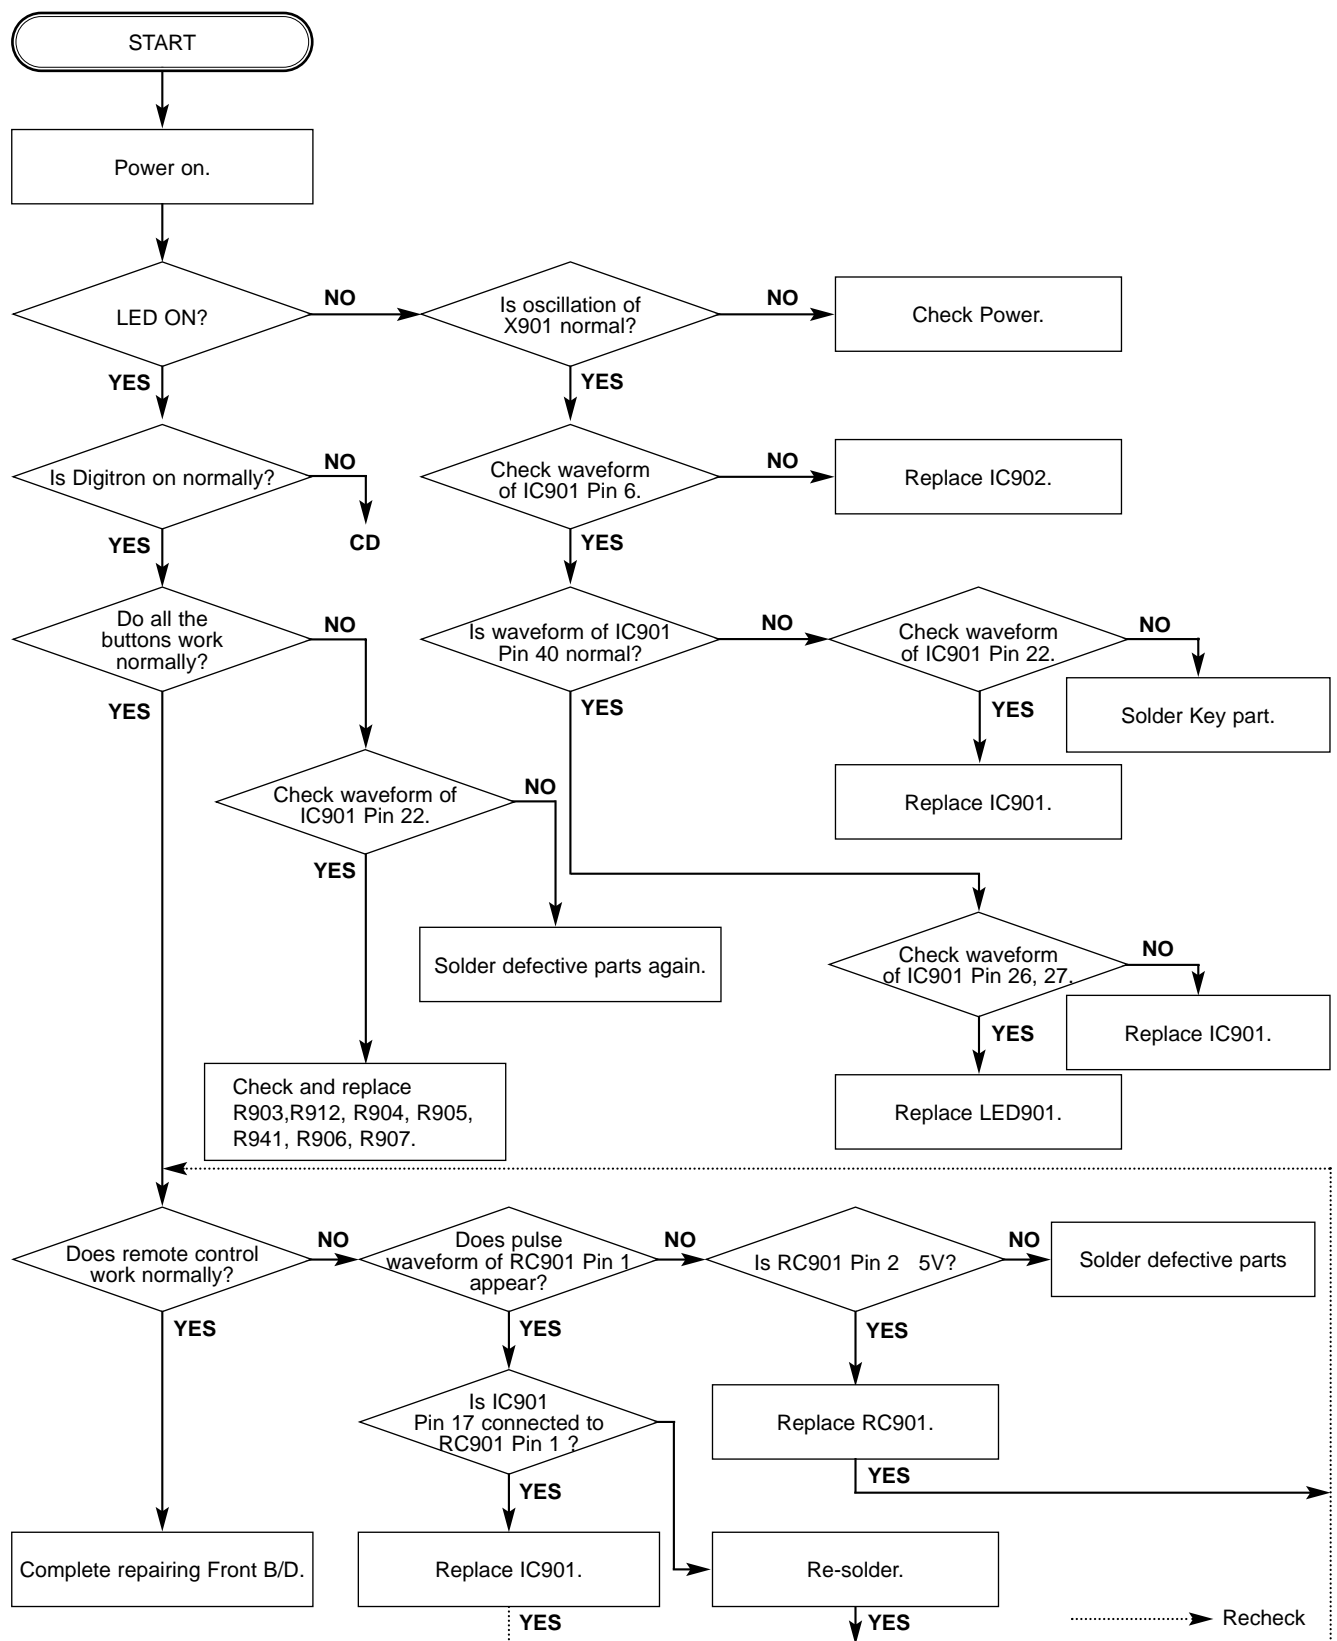 START
Power on.
LED ON?
NO
Is oscillation of
X901 normal?
NO
Check Power.
YES
YES
Is Digitron on normally?
NO
CD
Check waveform
of IC901 Pin 6.
NO
Replace IC902.
YES
YES
Do all the
buttons work
normally?
NO
Is waveform of IC901
Pin 40 normal?
NO
Check waveform
of IC901 Pin 22.
NO
Solder Key part.
YES
YES
YES
Replace IC901.
Check waveform of
IC901 Pin 22.
NO
YES
Solder defective parts again.
Check waveform
of IC901 Pin 26, 27.
NO
Replace IC901.
YES
Replace LED901.
Check and replace
R903,R912, R904, R905,
R941, R906, R907.
Does remote control
work normally?
NO
Does pulse
waveform of RC901 Pin 1
appear?
NO
Is RC901 Pin 2 5V?
NO
Solder defective parts
YES
YES
YES
Is IC901
Pin 17 connected to
RC901 Pin 1 ?
Replace RC901.
YES
YES
Complete repairing Front B/D.
Replace IC901.
Re-solder.
YES
YES
Recheck